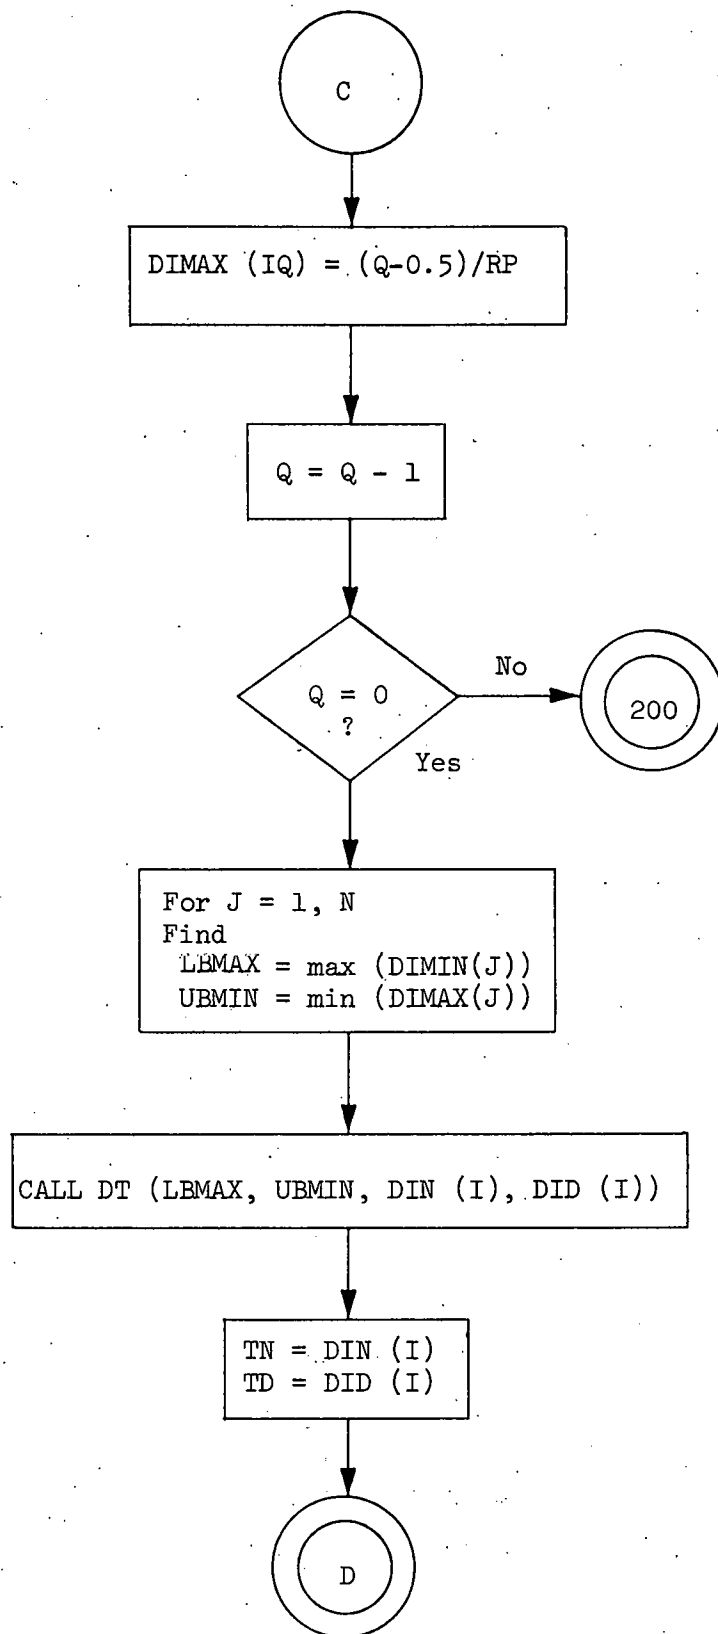 C
DIMAX (IQ) = (Q-0.5)/RP
Q = Q - 1
Q = 0
?
No
200
Yes
For J = 1, N
Find
LBMAX = max (DIMIN(J))
UBMIN = min (DIMAX(J))
CALL DT (LBMAX, UBMIN, DIN (I), DID (I))
TN = DIN (I)
TD = DID (I)
D